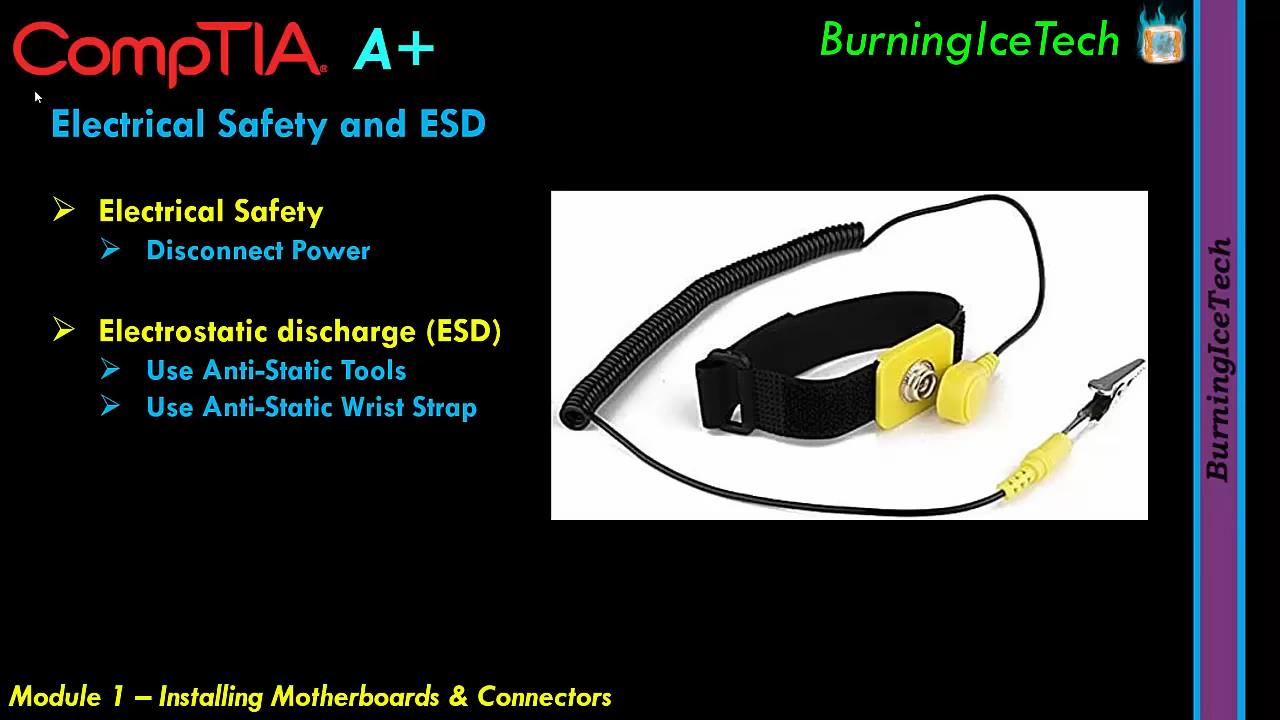 CompTIA® A+
BurningIceTech
Electrical Safety and ESD
Electrical Safety
Disconnect Power
Electrostatic discharge (ESD)
Use Anti-Static Tools
Use Anti-Static Wrist Strap
BurningIceTech
Module 1 – Installing Motherboards & Connectors